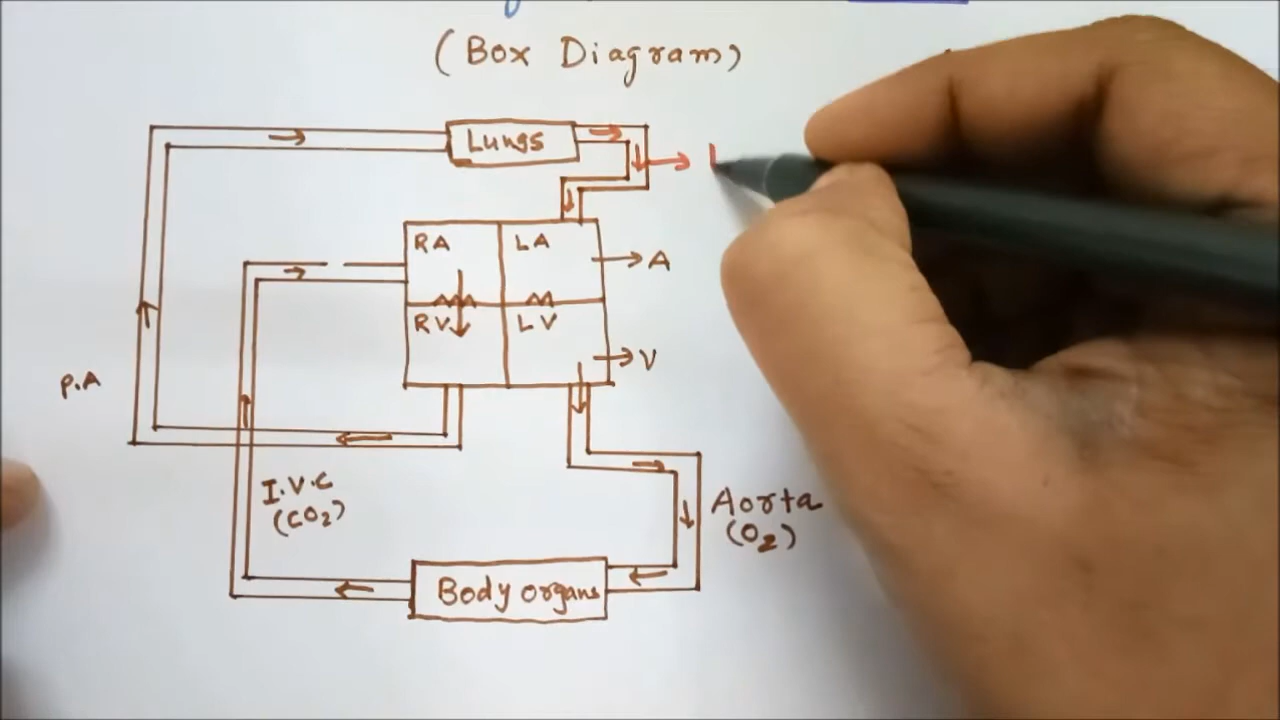 (Box Diagram)
Lungs
RA
LA
A
RV
LV
V
P.A
I.V.C
(CO₂)
Aorta
(O₂)
Body organs